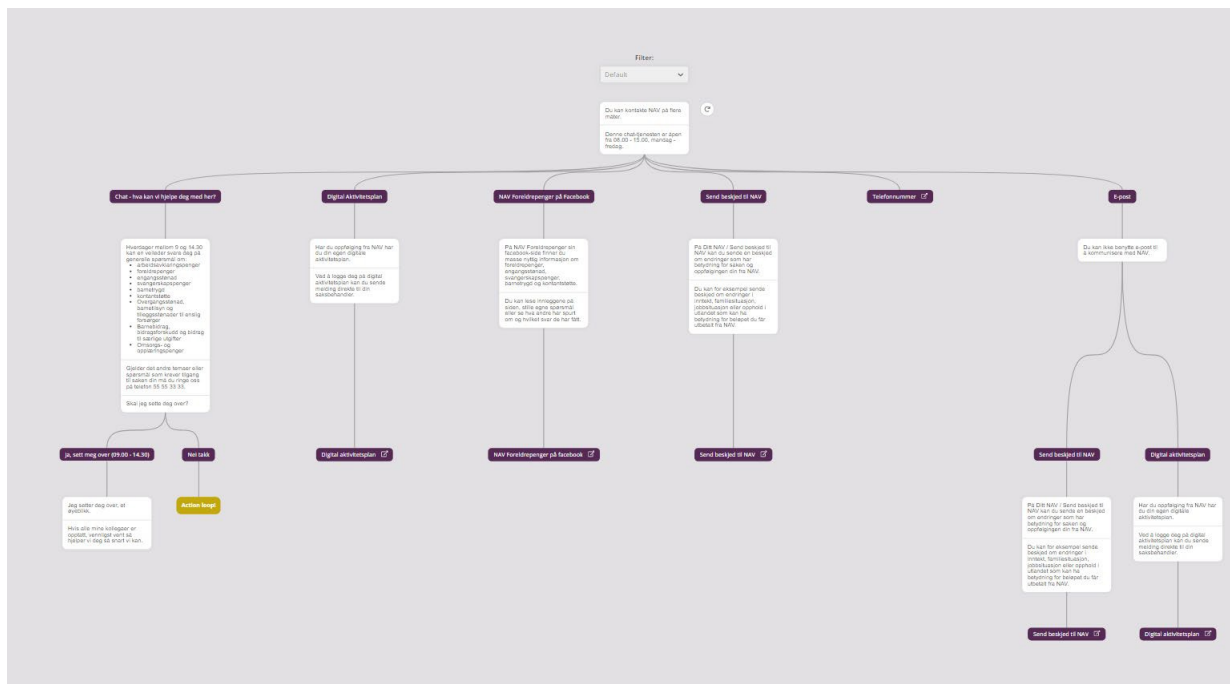 Filter:
Default
Du kan kontakte NAV på flere
måter.
Denne chat-tjenesten er åpen
fra 08.00 - 15.00, mandag -
fredag.
Chat - hva kan vi hjelpe deg med her?
Digital Aktivitetsplan
NAV Foreldrepenger på Facebook
Send beskjed til NAV
Telefonnummer
E-post
Hverdager mellom 9 og 14.30
kan en veileder svare deg på
generelle spørsmål om:
• arbeidsavklaringspenger
• foreldrepenger
• engangsstønad
• svangerskapspenger
• barnetrygd
• kontantstøtte
• Overgangsstønad,
barnetilsyn og
tilleggsstønader til enslig
forsørger
• Barnebidrag,
bidragsforskudd og bidrag
til særlige utgifter
• Omsorgs- og
opplæringspenger
Gjelder det andre temaer eller
spørsmål som krever tilgang
til saken din må du ringe oss
på telefon 55 55 33 33.
Skal jeg sette deg over?
Har du oppfølging fra NAV har
du din egen digitale
aktivitetsplan.
Ved å logge deg på digital
aktivitetsplan kan du sende
melding direkte til din
saksbehandler.
På NAV Foreldrepenger sin
facebook-side finner du
masse nyttig informasjon om
foreldrepenger,
engangsstønad,
svangerskapspenger,
barnetrygd og kontantstøtte.
Du kan lese innleggene på
siden, stille egne spørsmål
eller se hva andre har spurt
om og hvilket svar de har fått.
På Ditt NAV / Send beskjed til
NAV kan du sende en beskjed
om endringer som har
betydning for saken og
oppfølgingen din fra NAV.
Du kan for eksempel sende
beskjed om endringer i
inntekt, familiesituasjon,
jobbsituasjon eller opphold i
utlandet som kan ha
betydning for beløpet du får
utbetalt fra NAV.
Du kan ikke benytte e-post til
å kommunisere med NAV.
Ja, sett meg over (09.00 - 14.30)
Nei takk
Digital aktivitetsplan
NAV Foreldrepenger på facebook
Send beskjed til NAV
Send beskjed til NAV
Digital aktivitetsplan
Jeg setter deg over, et
øyeblikk.
Hvis alle mine kollegaer er
opptatt, vennligst vent så
hjelper vi deg så snart vi kan.
Action leop!
På Ditt NAV / Send beskjed til
NAV kan du sende en beskjed
om endringer som har
betydning for saken og
oppfølgingen din fra NAV.
Du kan for eksempel sende
beskjed om endringer i
inntekt, familiesituasjon,
jobbsituasjon eller opphold i
utlandet som kan ha
betydning for beløpet du får
utbetalt fra NAV.
Har du oppfølging fra NAV har
du din egen digitale
aktivitetsplan.
Ved å logge deg på digital
aktivitetsplan kan du sende
melding direkte til din
saksbehandler.
Send beskjed til NAV
Digital aktivitetsplan